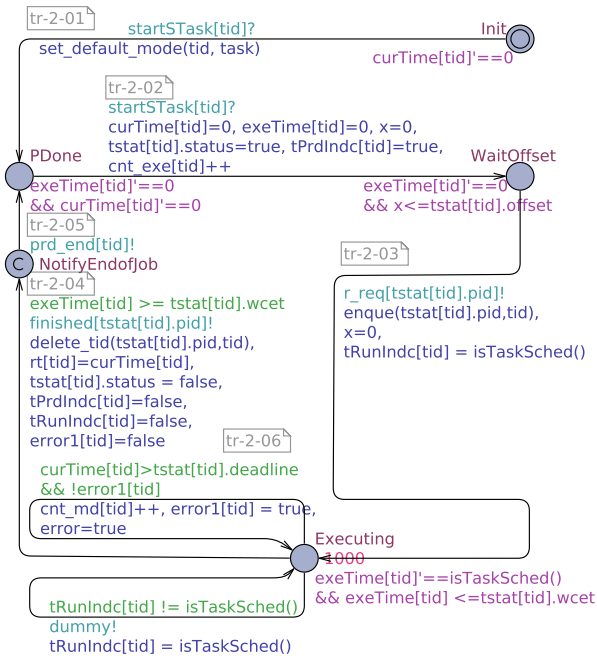 tr-2-01
startSTask[tid]?
set_default_mode(tid, task)
Init
curTime[tid]'==0
tr-2-02
startSTask[tid]?
curTime[tid]=0, exeTime[tid]=0, x=0,
tstat[tid].status=true, tPrdIndc[tid]=true,
cnt_exe[tid]++
PDone
exeTime[tid]'==0
&& curTime[tid]'==0
WaitOffset
exeTime[tid]'==0
&& x<=tstat[tid].offset
tr-2-05
prd_end[tid]!
C
NotifyEndofJob
tr-2-03
r_req[tstat[tid].pid]!
enque(tstat[tid].pid,tid),
x=0,
tRunIndc[tid] = isTaskSched()
tr-2-04
exeTime[tid] >= tstat[tid].wcet
finished[tstat[tid].pid]!
delete_tid(tstat[tid].pid,tid),
rt[tid]=curTime[tid],
tstat[tid].status = false,
tPrdIndc[tid]=false,
tRunIndc[tid]=false,
error1[tid]=false
tr-2-06
curTime[tid]>tstat[tid].deadline
&& !error1[tid]
cnt_md[tid]++, error1[tid] = true,
error=true
Executing
1000
exeTime[tid]'==isTaskSched()
&& exeTime[tid] <=tstat[tid].wcet
tRunIndc[tid] != isTaskSched()
dummy!
tRunIndc[tid] = isTaskSched()